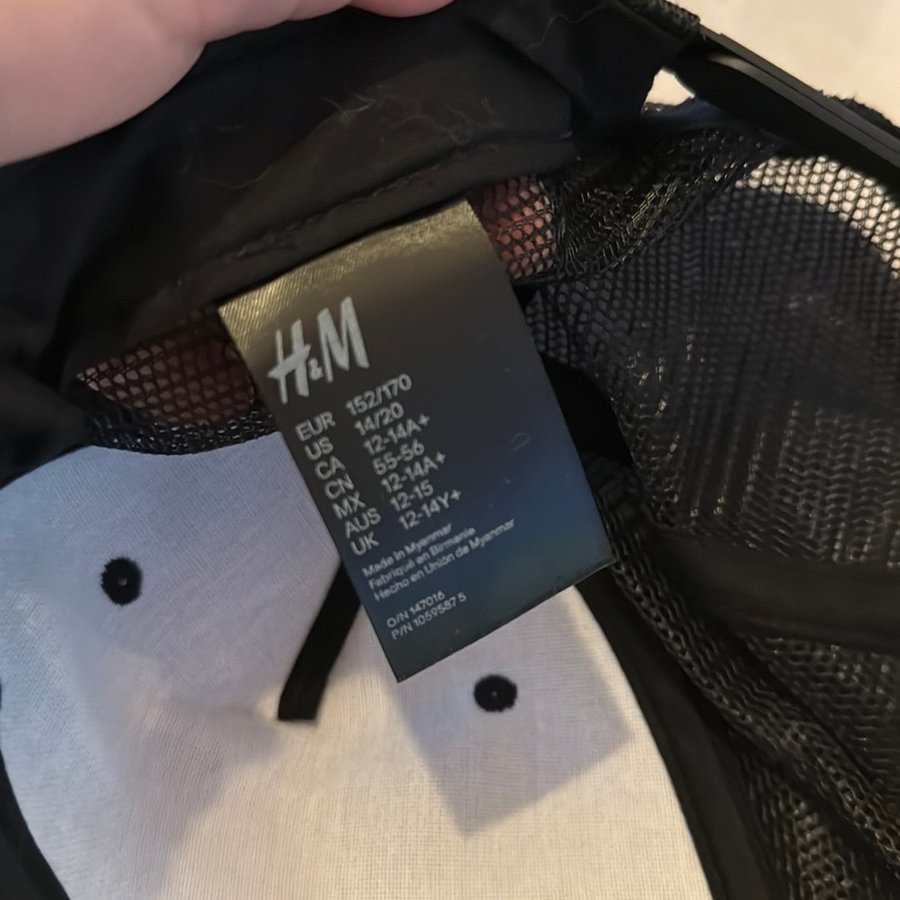 H&M
EUR 152/170
US 14/20
CA 12-14A+
CN 55-56
MX 12-14A+
AUS 12-15
UK 12-14Y+
Made in Myanmar
Fabriqué en Birmanie
Hecho en Unión de Myanmar
O/N 147016
P/N 1059587 5